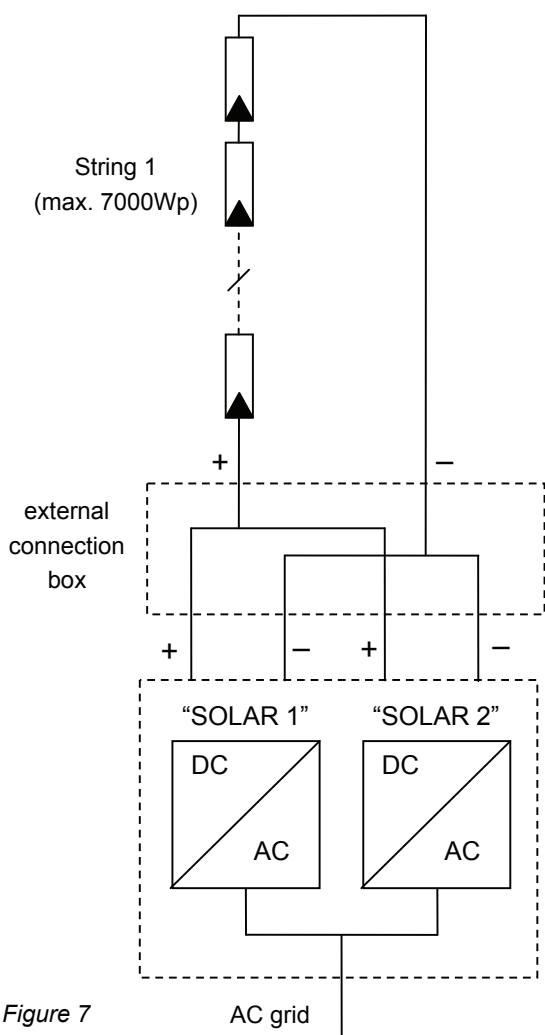 String 1
(max. 7000Wp)
+
–
external
connection
box
+
–
+
–
“SOLAR 1”
“SOLAR 2”
DC
AC
DC
AC
Figure 7
AC grid